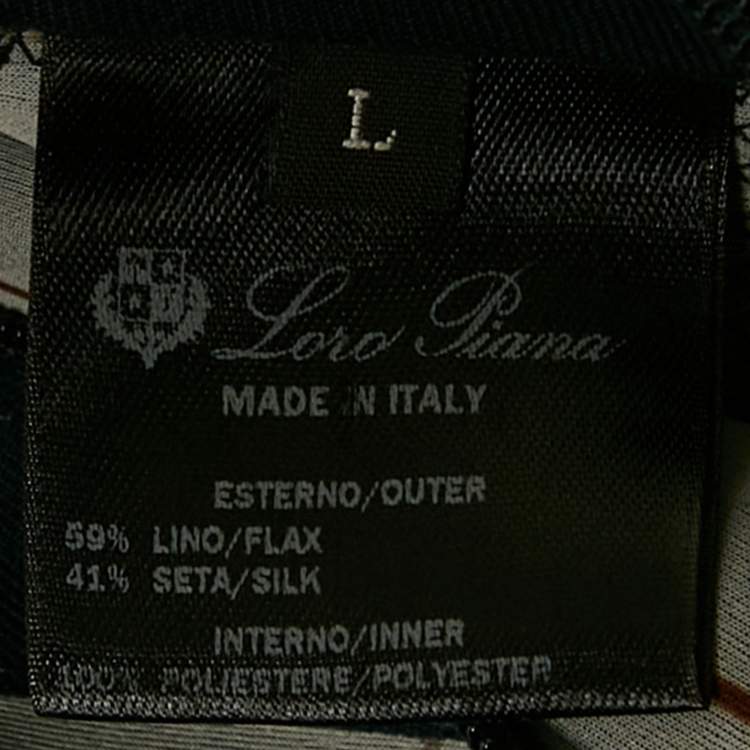 L
Loro Piana
MADE IN ITALY
ESTERNO/OUTER
59% LINO/FLAX
41% SETA/SILK
INTERNO/INNER
100% POLIESTERE/POLYESTER